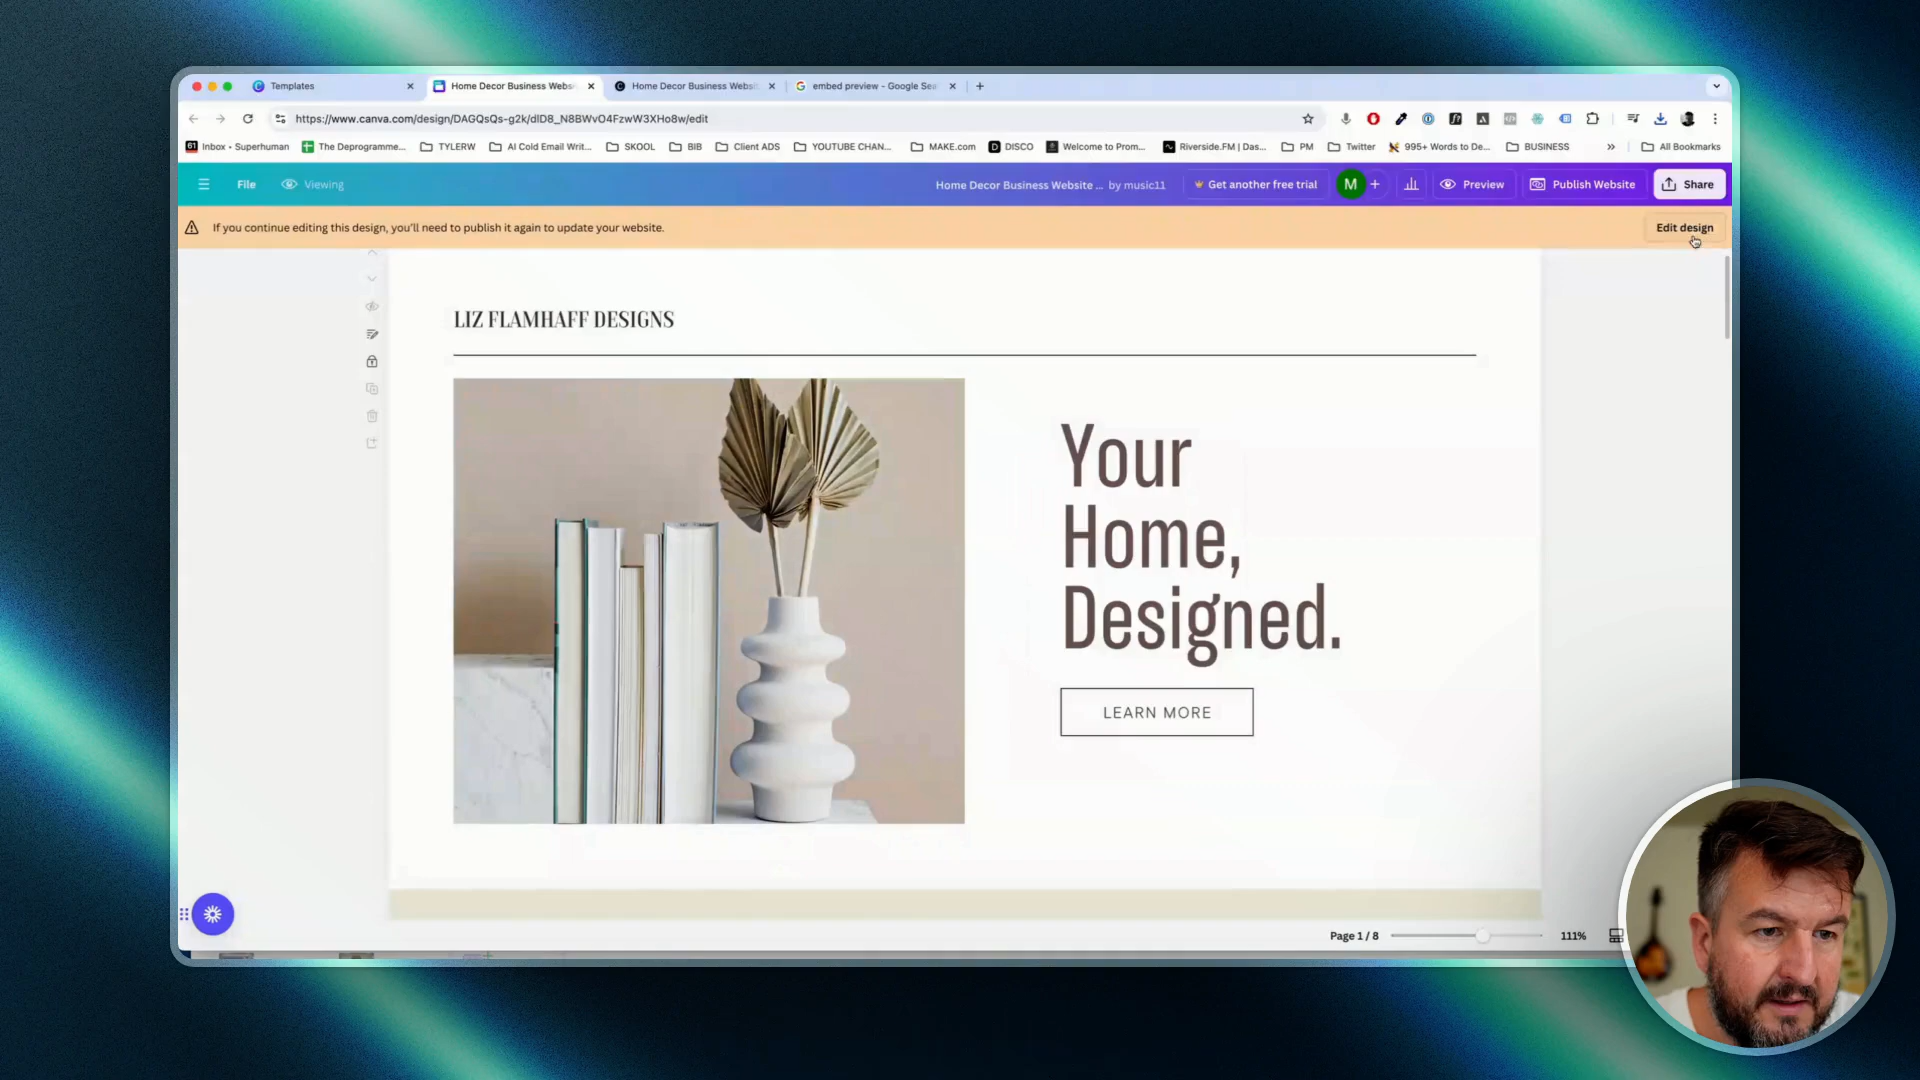 Templates
Home Decor Business Webs
Home Decor Business Websi
embed preview - Google Sea
https://www.canva.com/design/DAGQsQs-g2k/dID8_N8BWvO4FzwW3XHo8w/edit
Inbox • Superhuman
The Deprogramme...
TYLERW
AI Cold Email Writ...
SKOOL
BIB
Client ADS
YOUTUBE CHAN...
MAKE.com
DISCO
Welcome to Prom...
Riverside.FM | Das...
PM
Twitter
995+ Words to De...
BUSINESS
»
All Bookmarks
File
Viewing
Home Decor Business Website ... by music11
Get another free trial
M
Preview
Publish Website
Share
If you continue editing this design, you'll need to publish it again to update your website.
Edit design
LIZ FLAMHAFF DESIGNS
Your
Home,
Designed.
LEARN MORE
Page 1 / 8
111%